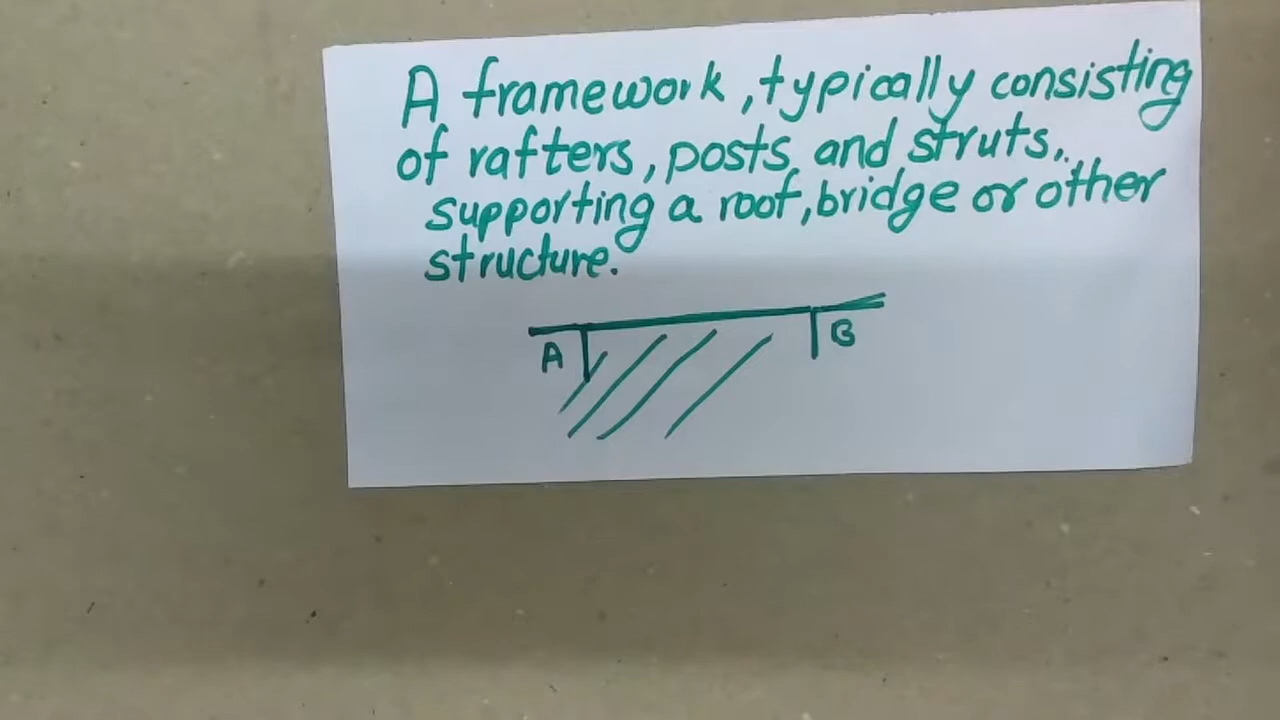 A framework, typically consisting
of rafters, posts and struts,
supporting a roof, bridge or other
structure.
A B